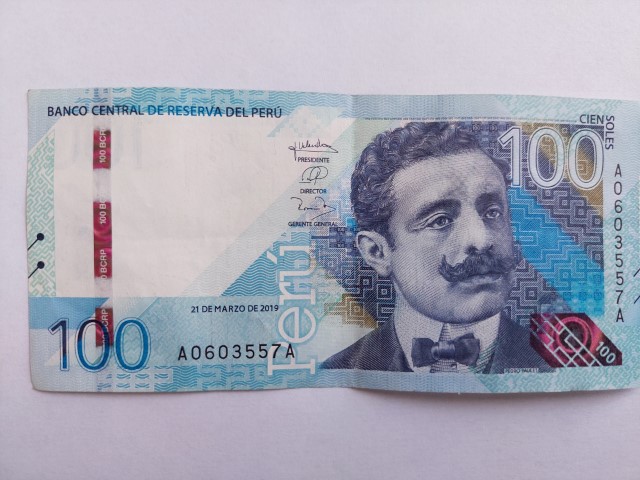 BANCO CENTRAL DE RESERVA DEL PERÚ
100 BCRP 100 BCRP 100 BCRP 100 BCRP
100
21 DE MARZO DE 2019
A0603557A
PRESIDENTE
DIRECTOR
GERENTE GENERAL
Perú
100
CIEN
SOLES
A0603557A
100